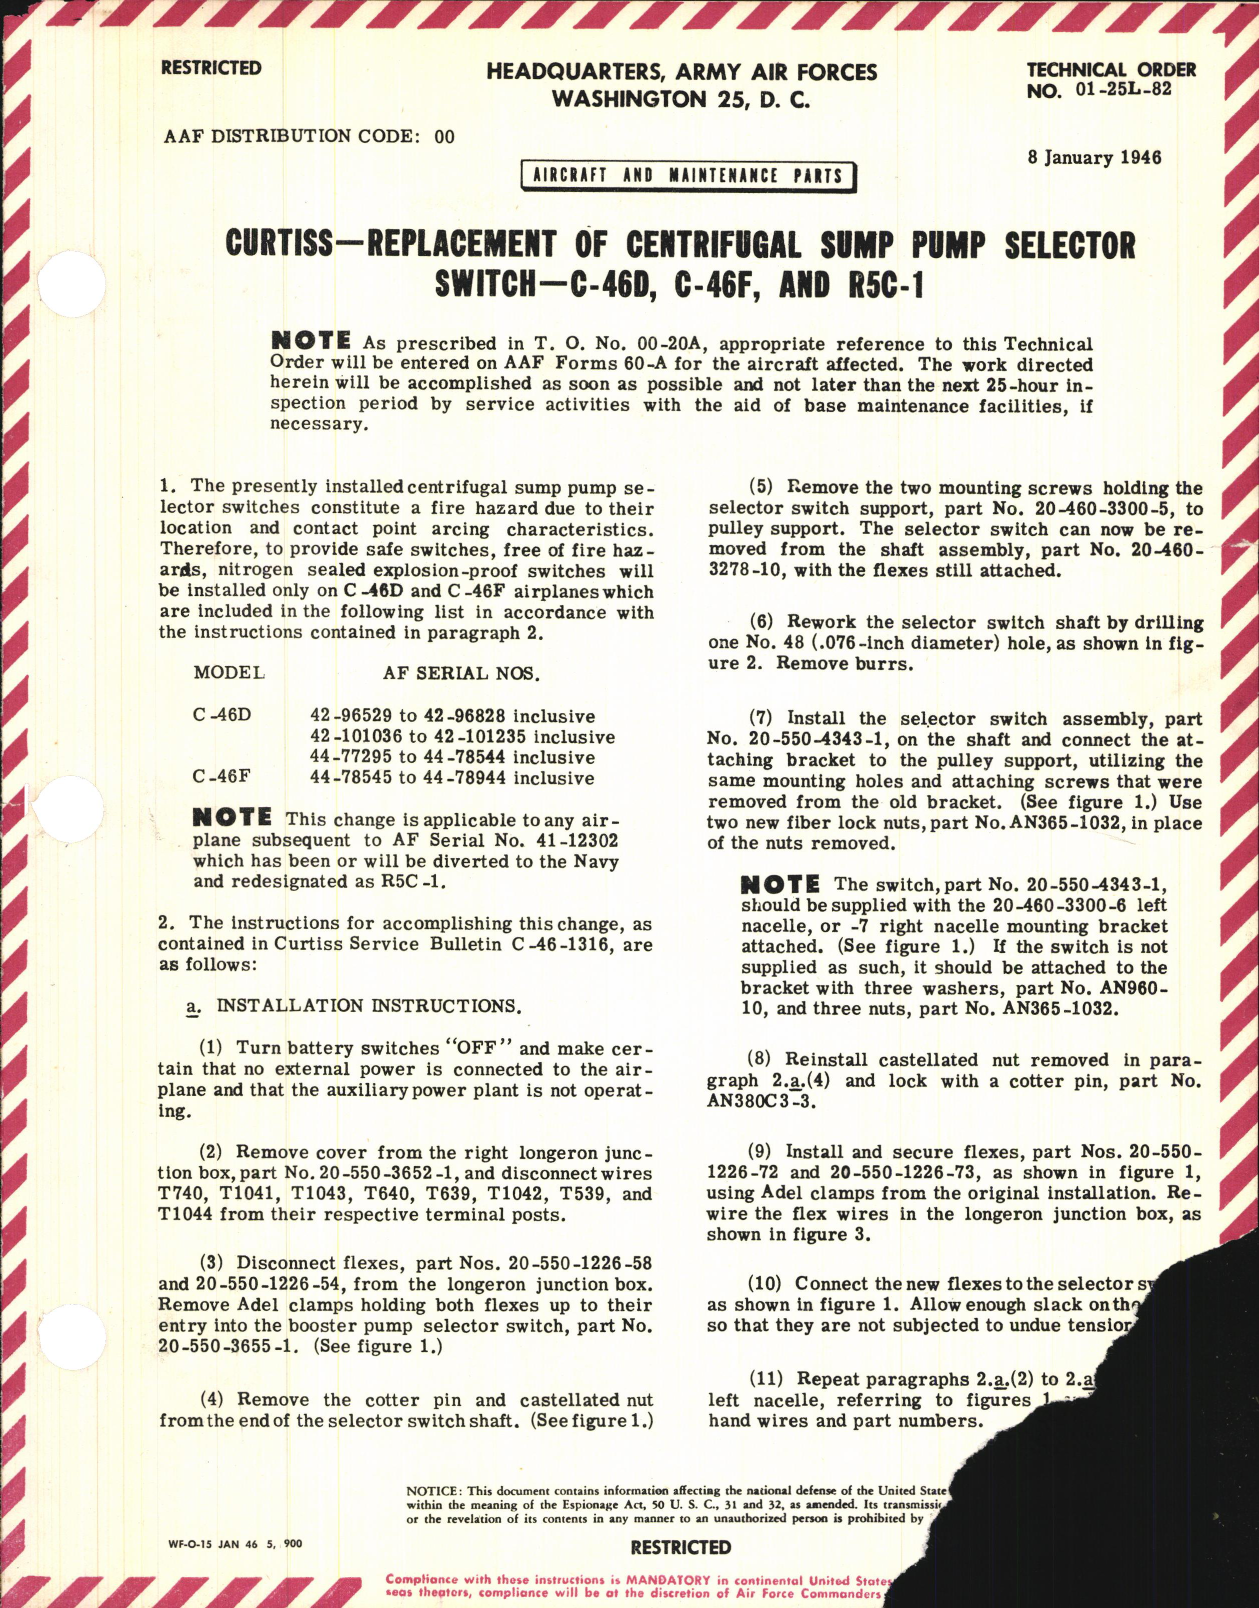 RESTRICTED
HEADQUARTERS, ARMY AIR FORCES
WASHINGTON 25, D. C.
TECHNICAL ORDER
NO. 01-25L-82
AAF DISTRIBUTION CODE: 00
8 January 1946
AIRCRAFT AND MAINTENANCE PARTS
CURTISS—REPLACEMENT OF CENTRIFUGAL SUMP PUMP SELECTOR
SWITCH—C-46D, C-46F, AND R5C-1
NOTE As prescribed in T. O. No. 00-20A, appropriate reference to this Technical
Order will be entered on AAF Forms 60-A for the aircraft affected. The work directed
herein will be accomplished as soon as possible and not later than the next 25-hour in-
spection period by service activities with the aid of base maintenance facilities, if
necessary.
1. The presently installed centrifugal sump pump se-
lector switches constitute a fire hazard due to their
location and contact point arcing characteristics.
Therefore, to provide safe switches, free of fire haz-
ards, nitrogen sealed explosion-proof switches will
be installed only on C-46D and C-46F airplanes which
are included in the following list in accordance with
the instructions contained in paragraph 2.
MODEL AF SERIAL NOS.
C-46D 42-96529 to 42-96828 inclusive
42-101036 to 42-101235 inclusive
44-77295 to 44-78544 inclusive
C-46F 44-78545 to 44-78944 inclusive
NOTE This change is applicable to any air-
plane subsequent to AF Serial No. 41-12302
which has been or will be diverted to the Navy
and redesignated as R5C-1.
2. The instructions for accomplishing this change, as
contained in Curtiss Service Bulletin C-46-1316, are
as follows:
a. INSTALLATION INSTRUCTIONS.
(1) Turn battery switches "OFF" and make cer-
tain that no external power is connected to the air-
plane and that the auxiliary power plant is not operat-
ing.
(2) Remove cover from the right longeron junc-
tion box, part No. 20-550-3652-1, and disconnect wires
T740, T1041, T1043, T640, T639, T1042, T539, and
T1044 from their respective terminal posts.
(3) Disconnect flexes, part Nos. 20-550-1226-58
and 20-550-1226-54, from the longeron junction box.
Remove Adel clamps holding both flexes up to their
entry into the booster pump selector switch, part No.
20-550-3655-1. (See figure 1.)
(4) Remove the cotter pin and castellated nut
from the end of the selector switch shaft. (See figure 1.)
(5) Remove the two mounting screws holding the
selector switch support, part No. 20-460-3300-5, to
pulley support. The selector switch can now be re-
moved from the shaft assembly, part No. 20-460-
3278-10, with the flexes still attached.
(6) Rework the selector switch shaft by drilling
one No. 48 (.076-inch diameter) hole, as shown in fig-
ure 2. Remove burrs.
(7) Install the selector switch assembly, part
No. 20-550-4343-1, on the shaft and connect the at-
taching bracket to the pulley support, utilizing the
same mounting holes and attaching screws that were
removed from the old bracket. (See figure 1.) Use
two new fiber lock nuts, part No. AN365-1032, in place
of the nuts removed.
NOTE The switch, part No. 20-550-4343-1,
should be supplied with the 20-460-3300-6 left
nacelle, or -7 right nacelle mounting bracket
attached. (See figure 1.) If the switch is not
supplied as such, it should be attached to the
bracket with three washers, part No. AN960-
10, and three nuts, part No. AN365-1032.
(8) Reinstall castellated nut removed in para-
graph 2.a.(4) and lock with a cotter pin, part No.
AN380C3-3.
(9) Install and secure flexes, part Nos. 20-550-
1226-72 and 20-550-1226-73, as shown in figure 1,
using Adel clamps from the original installation. Re-
wire the flex wires in the longeron junction box, as
shown in figure 3.
(10) Connect the new flexes to the selector
as shown in figure 1. Allow enough slack on
so that they are not subjected to undue
(11) Repeat paragraphs 2.a.(2) to 2.a
left nacelle, referring to figures 1
hand wires and part numbers.
NOTICE: This document contains information affecting the national defense of the United
within the meaning of the Espionage Act, 50 U. S. C., 31 and 32, as amended. Its
or the revelation of its contents in any manner to an unauthorized person is prohibited by
WF-O-15 JAN 46 5, 900
RESTRICTED
Compliance with these instructions is MANDATORY in continental United States
seas theaters, compliance will be at the discretion of Air Force Commanders